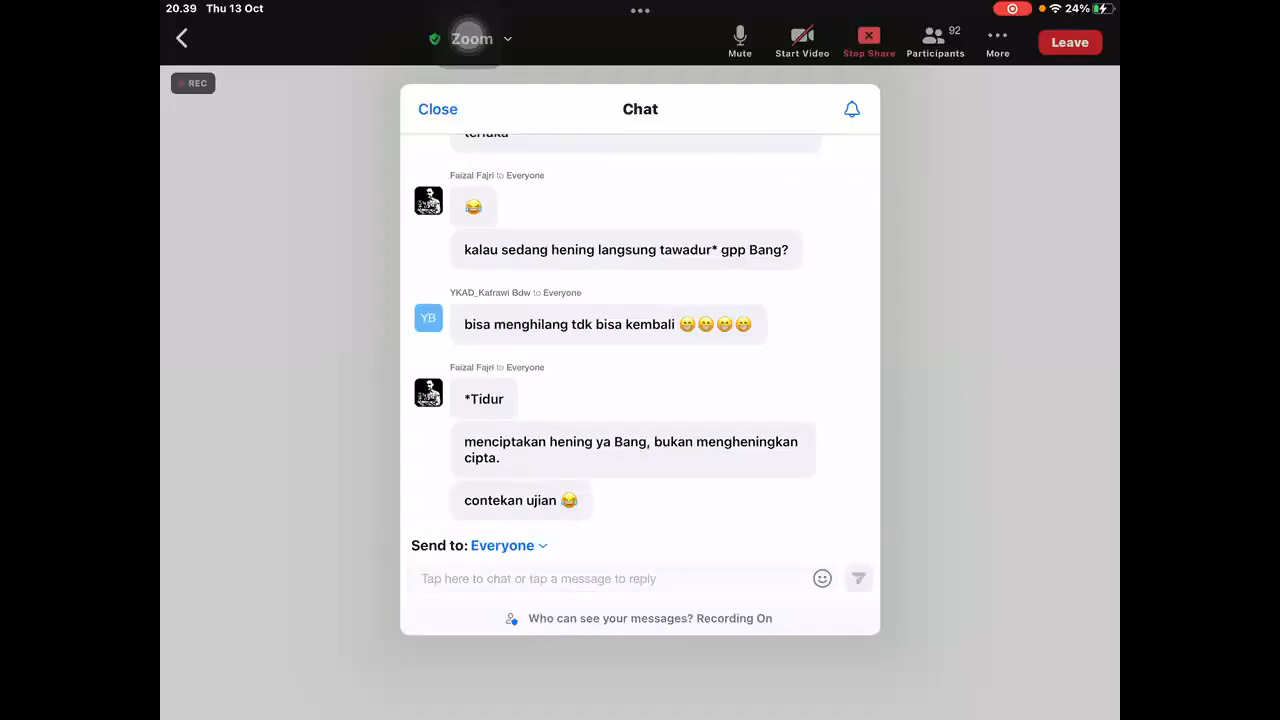 20.39 Thu 13 Oct
24%
Zoom
92
Mute
Start Video
Stop Share
Participants
More
Leave
REC
Close
Chat
terluka
Faizal Fajri to Everyone
😂
kalau sedang hening langsung tawadur* gpp Bang?
YKAD_Kafrawi Bdw to Everyone
YB
bisa menghilang tdk bisa kembali 😁😁😁😁
Faizal Fajri to Everyone
*Tidur
menciptakan hening ya Bang, bukan mengheningkan
cipta.
contekan ujian 😂
Send to: Everyone
Tap here to chat or tap a message to reply
Who can see your messages? Recording On